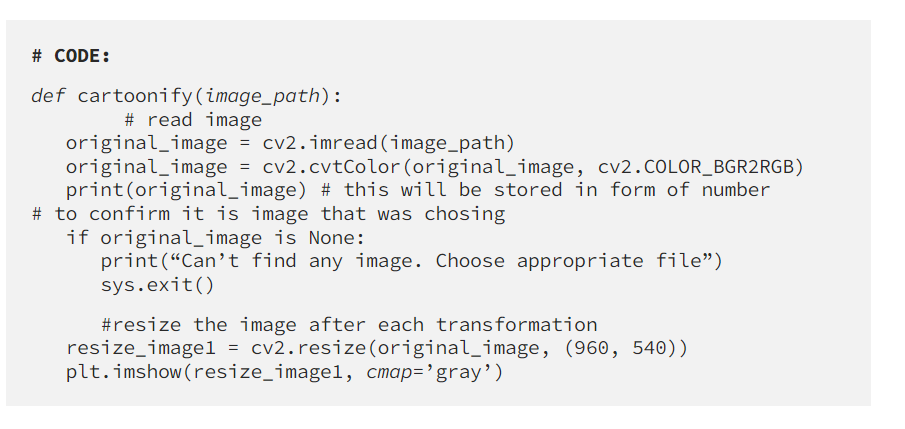 # CODE:
def cartoonify(image_path):
# read image
original_image = cv2.imread(image_path)
original_image = cv2.cvtColor(original_image, cv2.COLOR_BGR2RGB)
print(original_image) # this will be stored in form of number
# to confirm it is image that was chosing
if original_image is None:
print(“Can’t find any image. Choose appropriate file”)
sys.exit()
#resize the image after each transformation
resize_image1 = cv2.resize(original_image, (960, 540))
plt.imshow(resize_image1, cmap=’gray’)